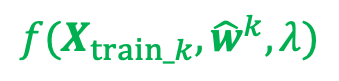 f(X_train_k, ŵ^k, λ)